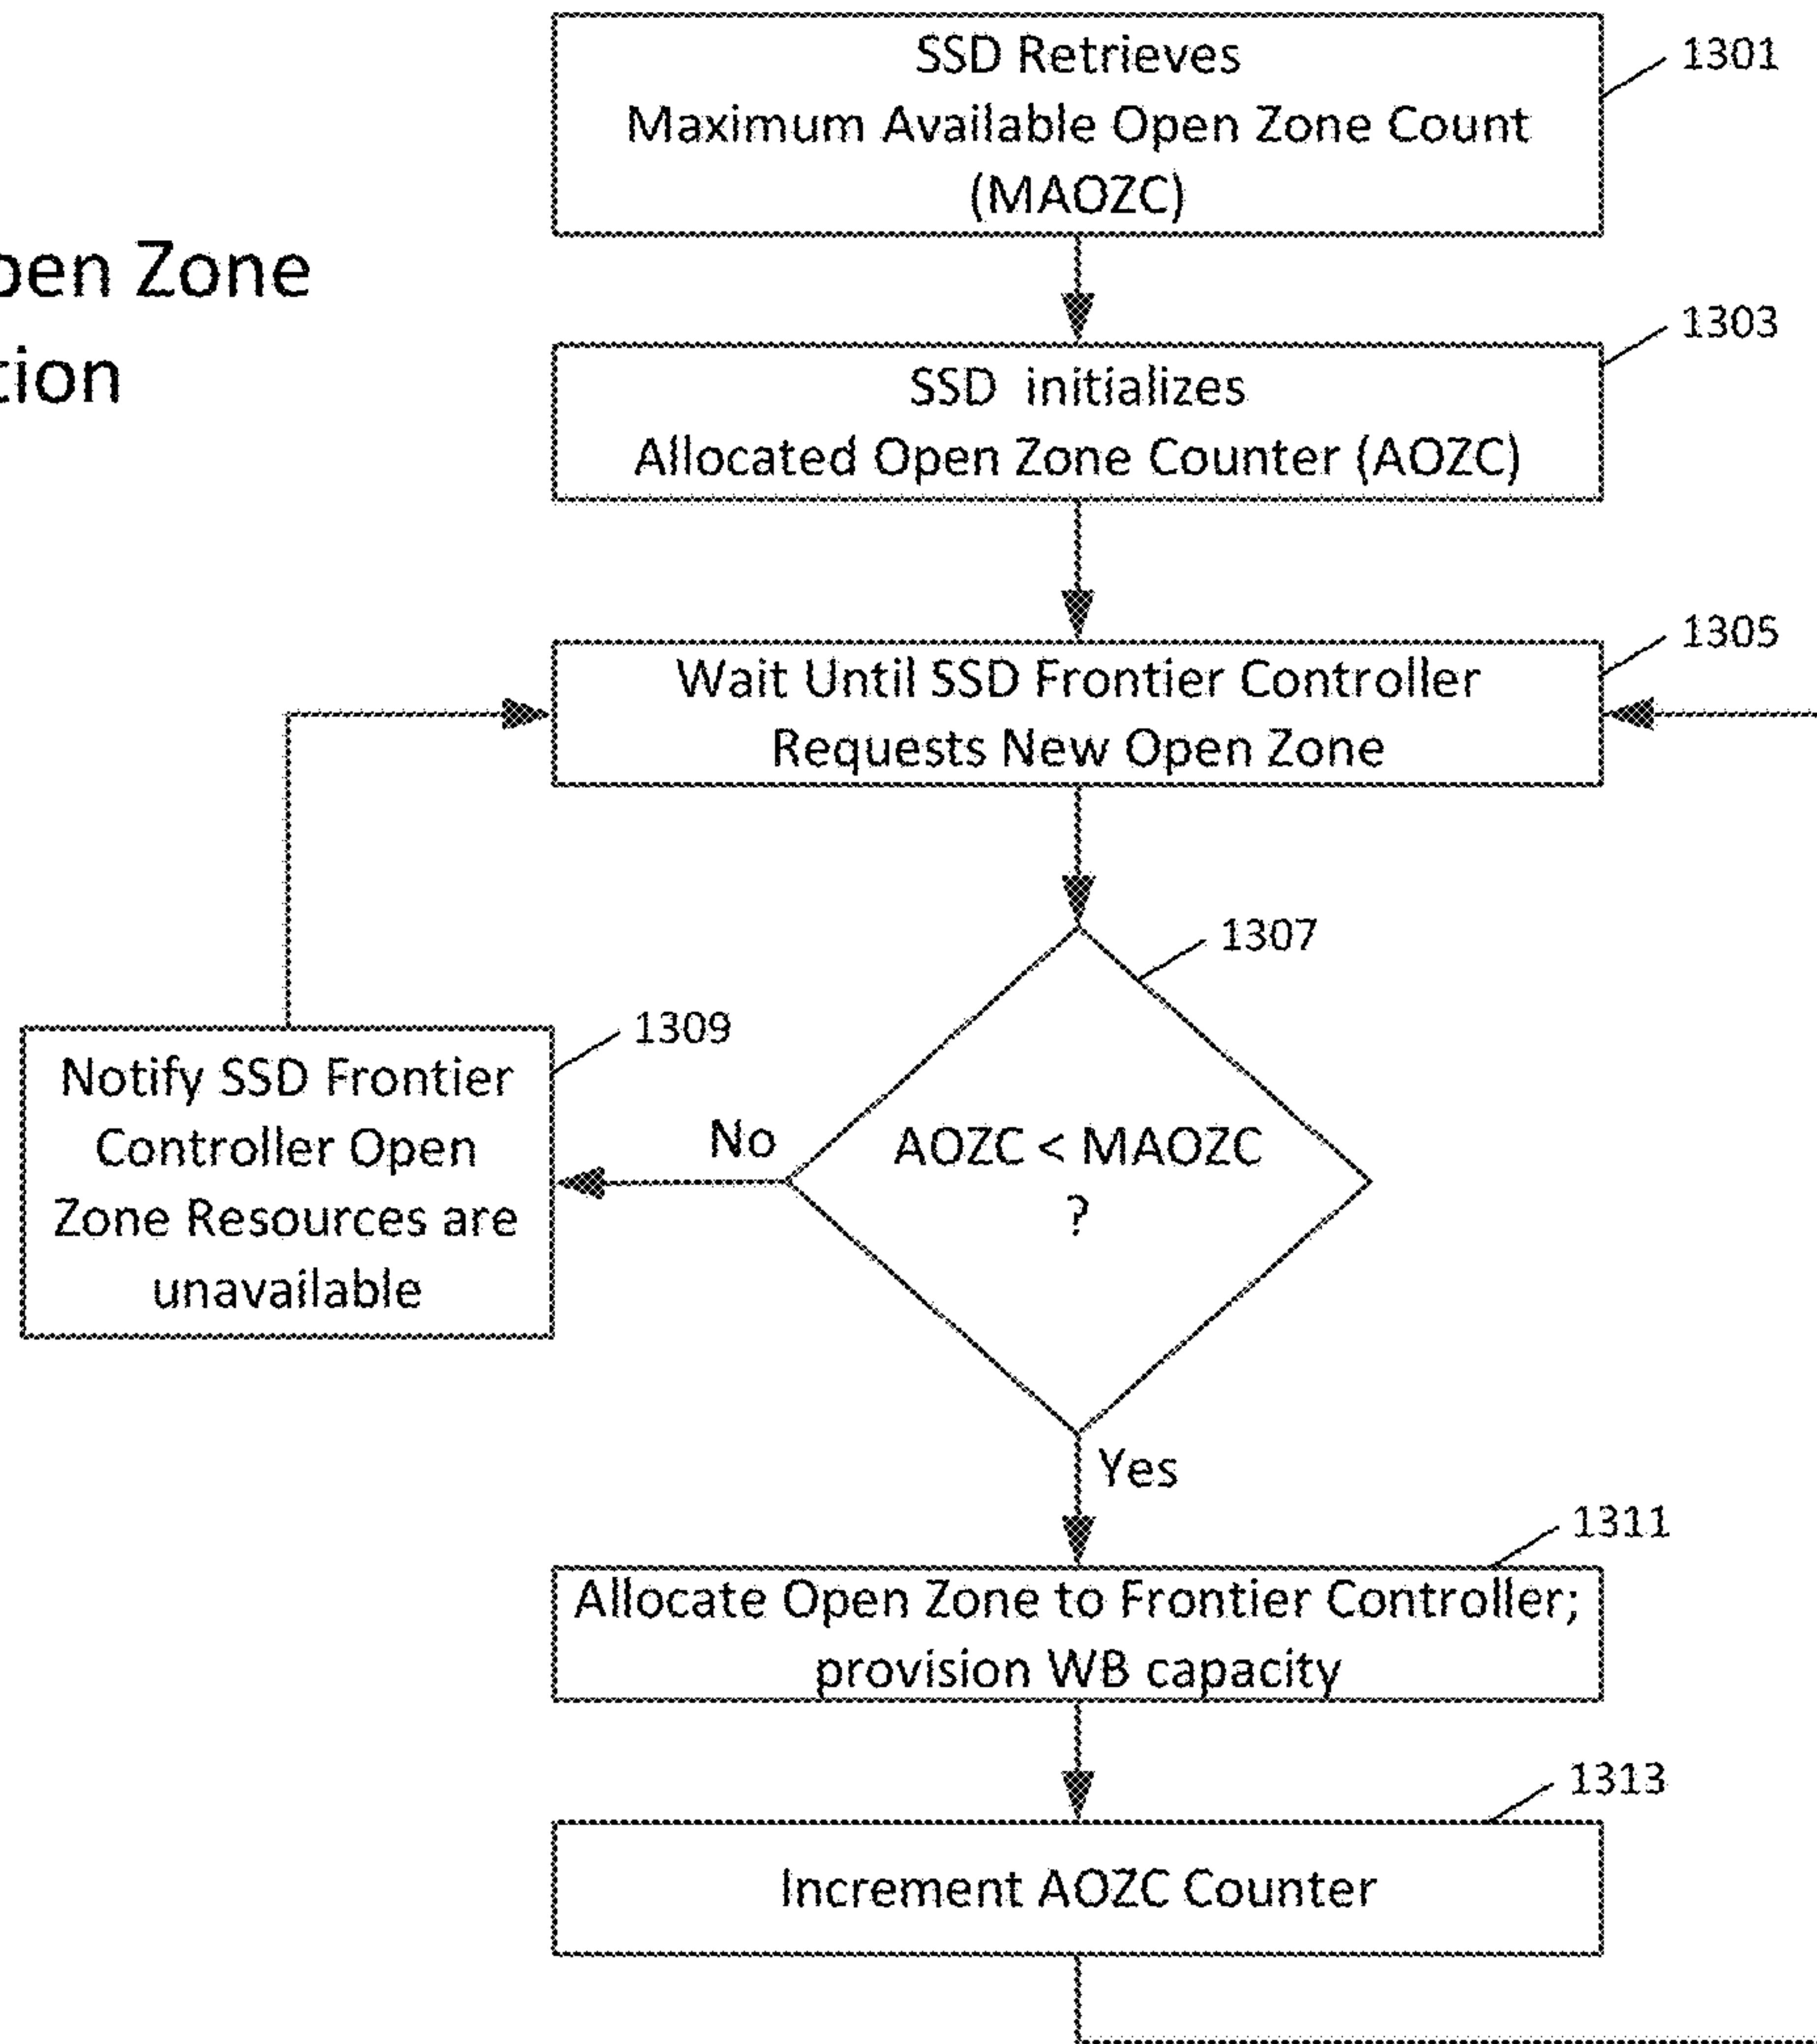 SSD Retrieves
Maximum Available Open Zone Count
(MAOZC)
1301
Zone
SSD initializes
Allocated Open Zone Counter (AOZC)
1303
Wait Until SSD Frontier Controller
Requests New Open Zone
1305
1307
AOZC < MAOZC
?
No
1309
Notify SSD Frontier
Controller Open
Zone Resources are
unavailable
Yes
1311
Allocate Open Zone to Frontier Controller;
provision WB capacity
1313
Increment AOZC Counter